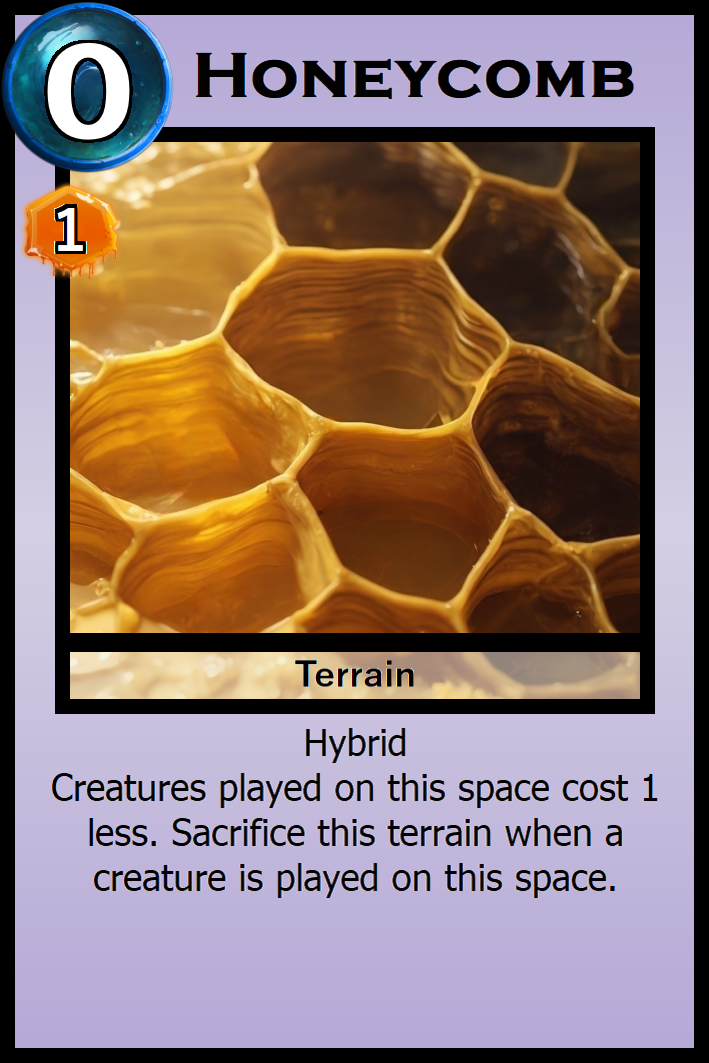 0
Honeycomb
1
Terrain
Hybrid
Creatures played on this space cost 1
less. Sacrifice this terrain when a
creature is played on this space.